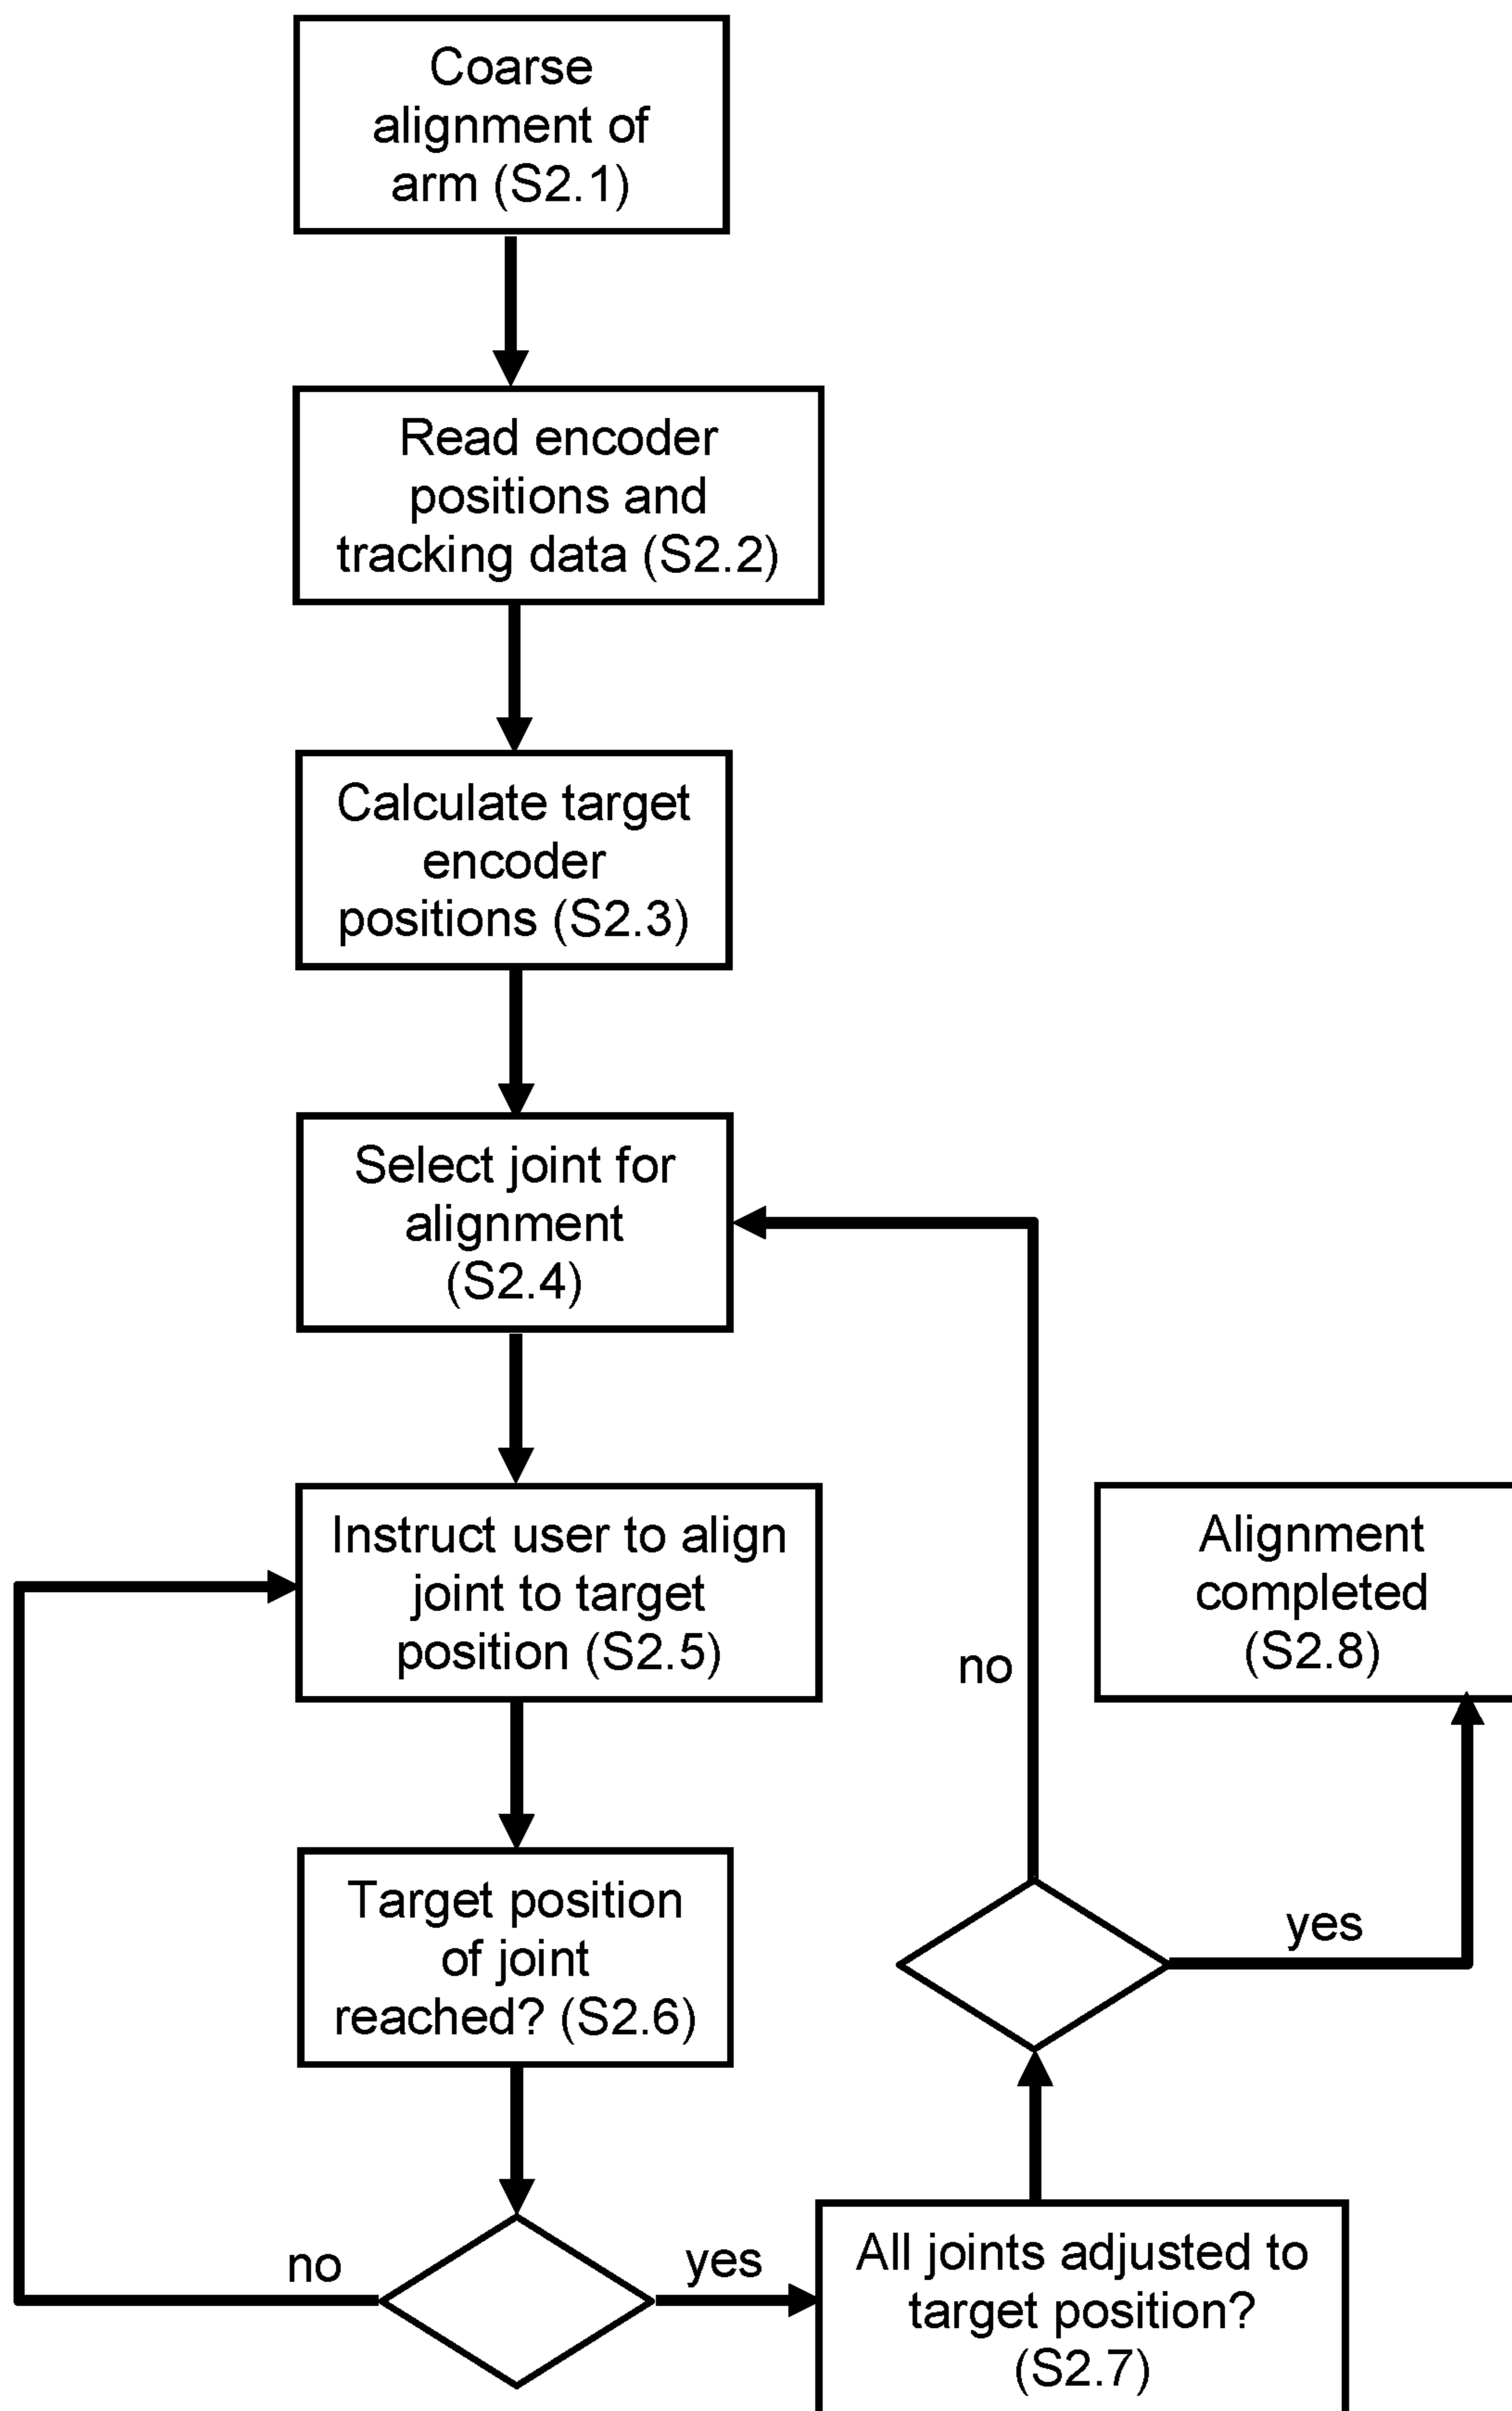 Coarse
alignment of
arm (S2.1)
Read encoder
positions and
tracking data (S2.2)
Calculate target
encoder
positions (S2.3)
Select joint for
alignment
(S2.4)
Instruct user to align
joint to target
position (S2.5)
Alignment
completed
(S2.8)
no
Target position
of joint
reached? (S2.6)
yes
no
yes
All joints adjusted to
target position?
(S2.7)